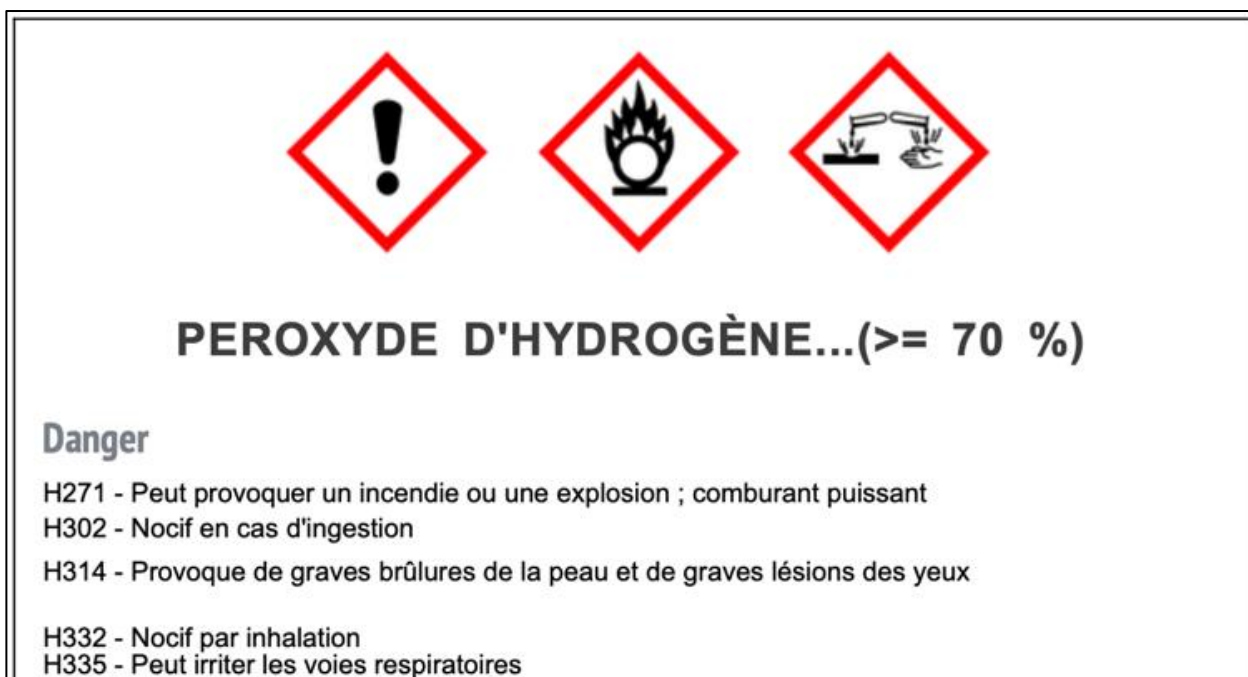 PEROXYDE D'HYDROGÈNE...(>= 70 %)
Danger
H271 - Peut provoquer un incendie ou une explosion ; comburant puissant
H302 - Nocif en cas d'ingestion
H314 - Provoque de graves brûlures de la peau et de graves lésions des yeux
H332 - Nocif par inhalation
H335 - Peut irriter les voies respiratoires